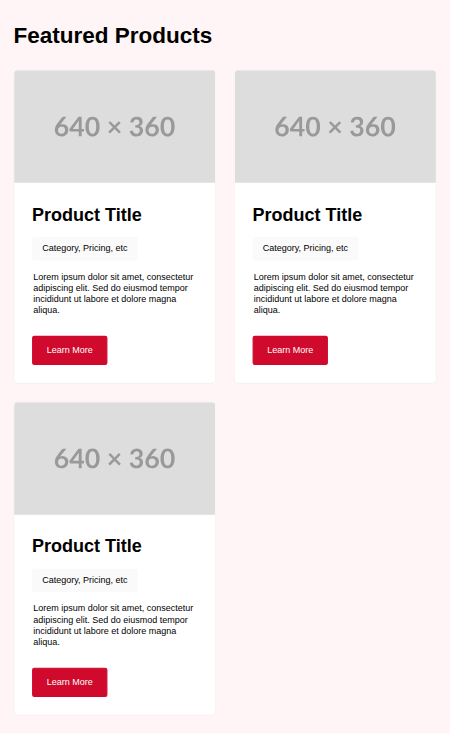 Featured Products
640 × 360
Product Title
Category, Pricing, etc
Lorem ipsum dolor sit amet, consectetur
adipiscing elit. Sed do eiusmod tempor
incididunt ut labore et dolore magna
aliqua.
Learn More
640 × 360
Product Title
Category, Pricing, etc
Lorem ipsum dolor sit amet, consectetur
adipiscing elit. Sed do eiusmod tempor
incididunt ut labore et dolore magna
aliqua.
Learn More
640 × 360
Product Title
Category, Pricing, etc
Lorem ipsum dolor sit amet, consectetur
adipiscing elit. Sed do eiusmod tempor
incididunt ut labore et dolore magna
aliqua.
Learn More